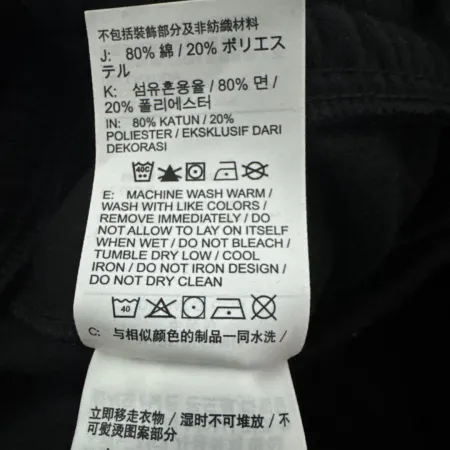 不包括裝飾部分及非紡織材料
J: 80% 綿 / 20% ポリエス
テル
K: 섬유혼용율 / 80% 면 /
20% 폴리에스터
IN: 80% KATUN / 20%
POLIESTER / EKSKLUSIF DARI
DEKORASI
40C
E: MACHINE WASH WARM /
WASH WITH LIKE COLORS /
REMOVE IMMEDIATELY / DO
NOT ALLOW TO LAY ON ITSELF
WHEN WET / DO NOT BLEACH /
TUMBLE DRY LOW / COOL
IRON / DO NOT IRON DESIGN /
DO NOT DRY CLEAN
40
C: 与相似颜色的制品一同水洗 /
立即移走衣物 / 湿时不可堆放 / 不
可熨烫图案部分